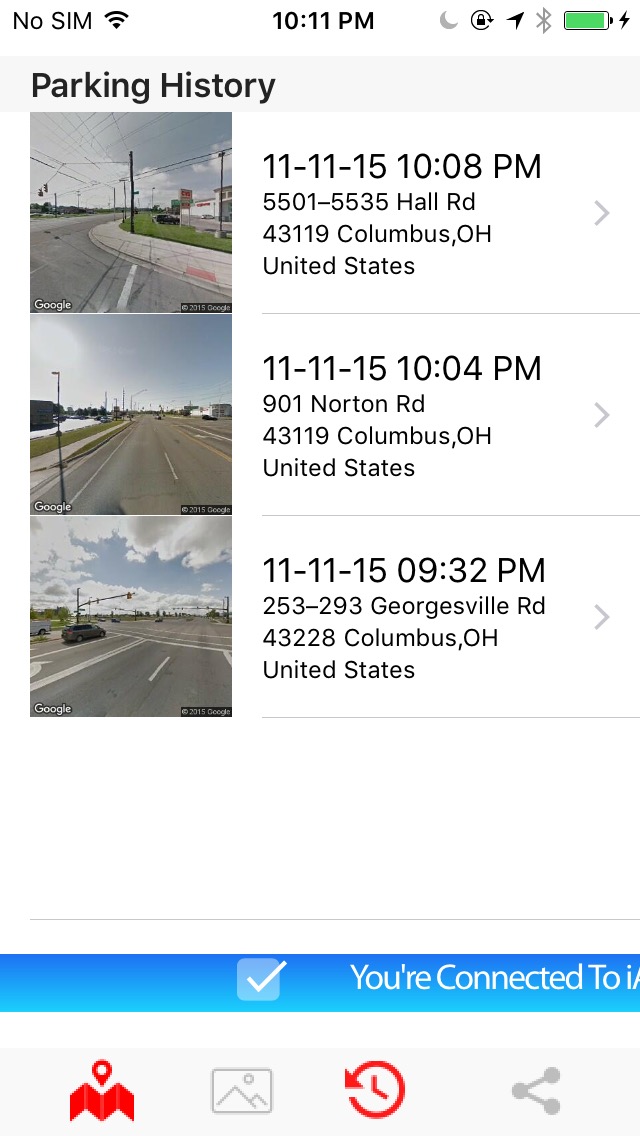 No SIM 10:11 PM
Parking History
11-11-15 10:08 PM
5501–5535 Hall Rd
43119 Columbus,OH
United States
Google © 2015 Google
11-11-15 10:04 PM
901 Norton Rd
43119 Columbus,OH
United States
Google © 2015 Google
11-11-15 09:32 PM
253–293 Georgesville Rd
43228 Columbus,OH
United States
Google © 2015 Google
You're Connected To iA